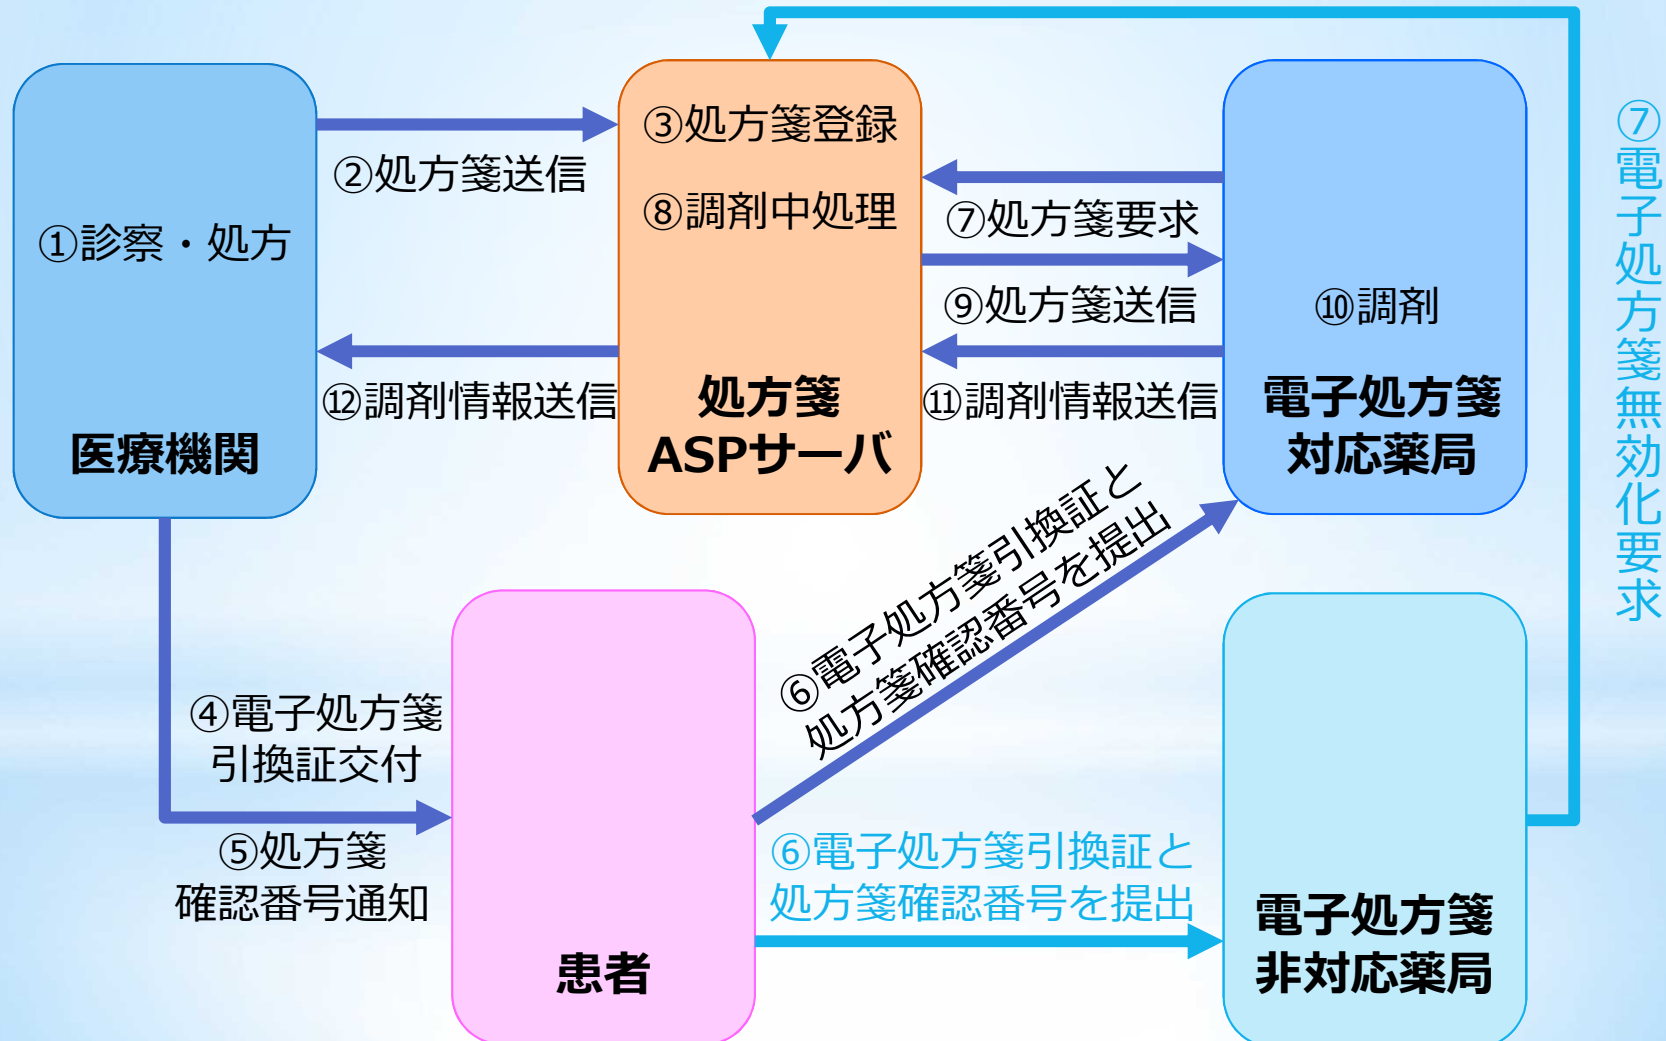 ①診察・処方
医療機関
②処方箋送信
⑫調剤情報送信
③処方箋登録
⑧調剤中処理
処方箋
ASPサーバ
⑦処方箋要求
⑨処方箋送信
⑪調剤情報送信
⑩調剤
電子処方箋
対応薬局
⑦電子処方箋無効化要求
④電子処方箋
引換証交付
⑤処方箋
確認番号通知
患者
⑥電子処方箋引換証と
処方箋確認番号を提出
⑥電子処方箋引換証と
処方箋確認番号を提出
電子処方箋
非対応薬局